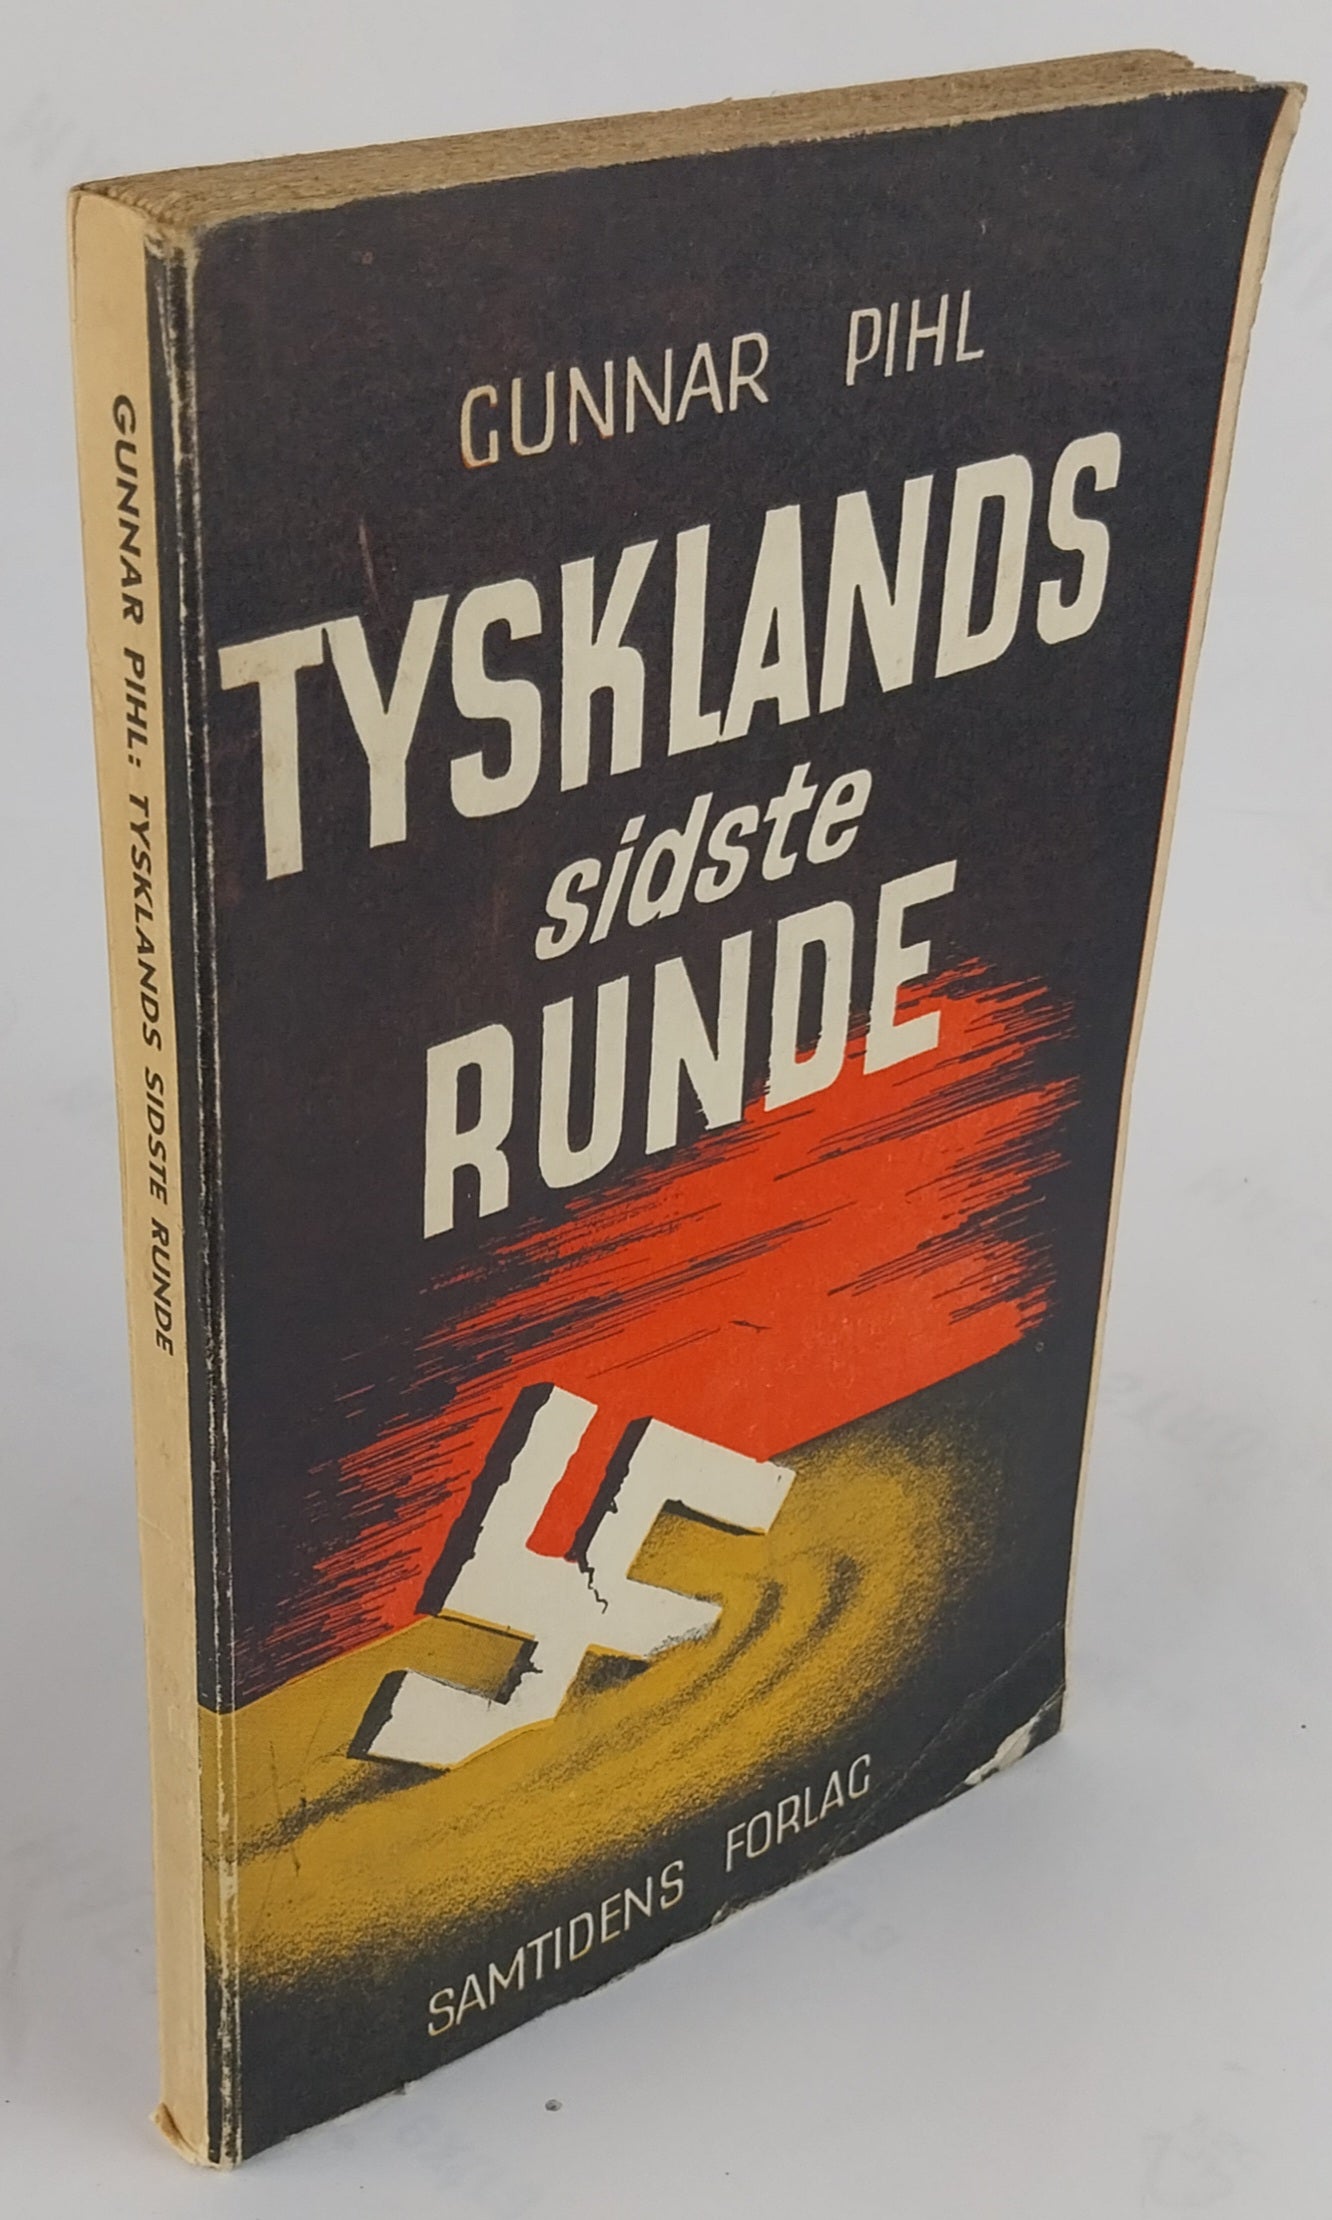 GUNNAR PIHL
TYSKLANDS
sidste
RUNDE
SAMTIDENS FORLAG
GUNNAR PIHL: TYSKLANDS SIDSTE RUNDE